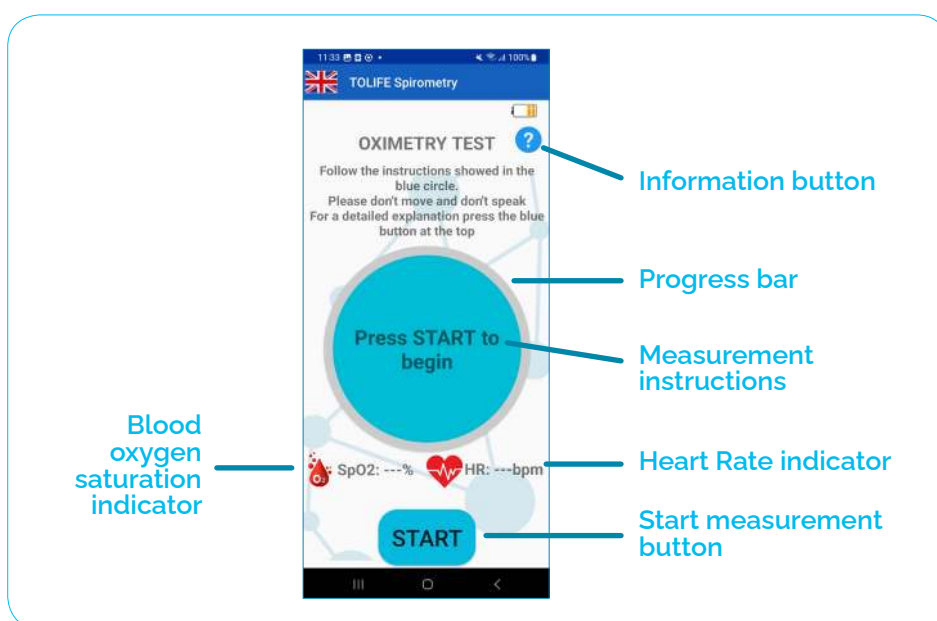 11:33
100%
TOLIFE Spirometry
OXIMETRY TEST
?
Follow the instructions showed in the
blue circle.
Please don't move and don't speak
For a detailed explanation press the blue
button at the top
Information button
Progress bar
Press START to
begin
Measurement
instructions
Blood
oxygen
saturation
indicator
O₂
SpO2: ---%
HR: ---bpm
Heart Rate indicator
START
Start measurement
button